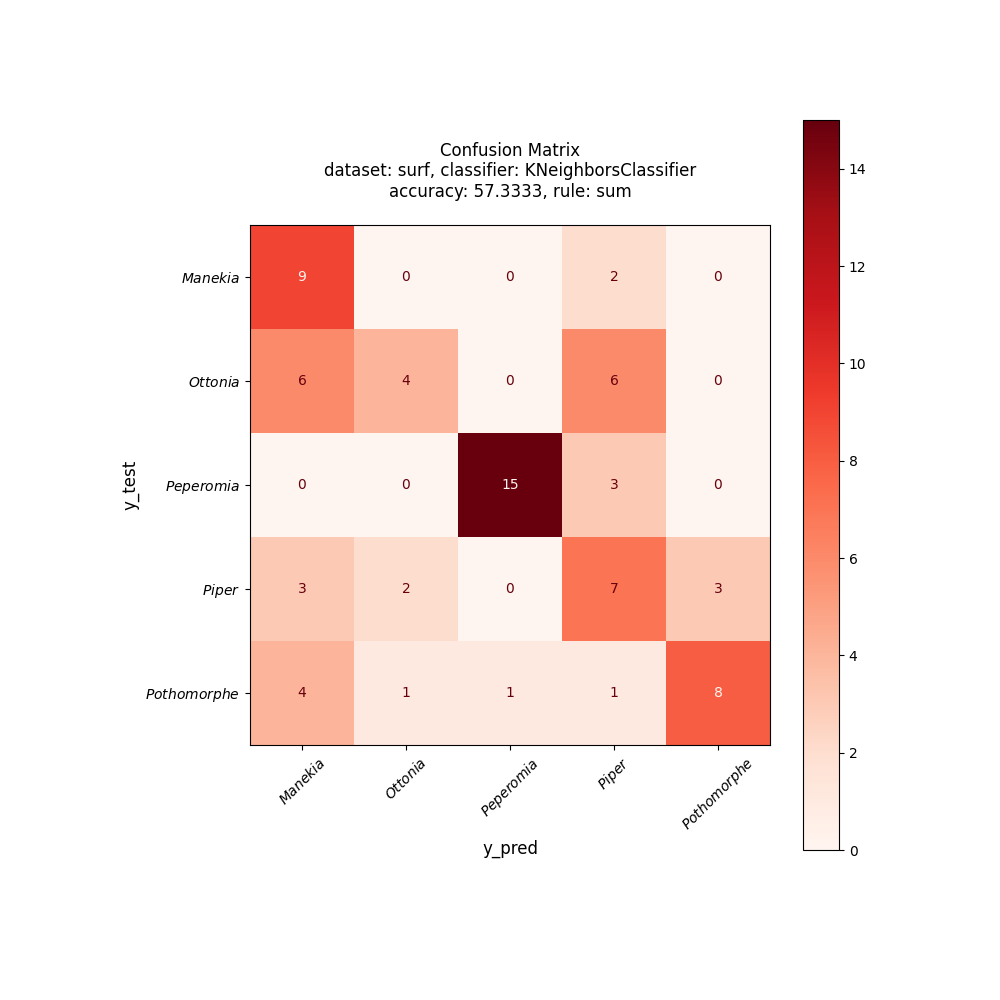 Confusion Matrix
dataset: surf, classifier: KNeighborsClassifier
accuracy: 57.3333, rule: sum
Manekia 9 0 0 2 0
Ottonia 6 4 0 6 0
Peperomia 0 0 15 3 0
Piper 3 2 0 7 3
Pothomorphe 4 1 1 1 8
y_test
Manekia Ottonia Peperomia Piper Pothomorphe
y_pred
14
12
10
8
6
4
2
0